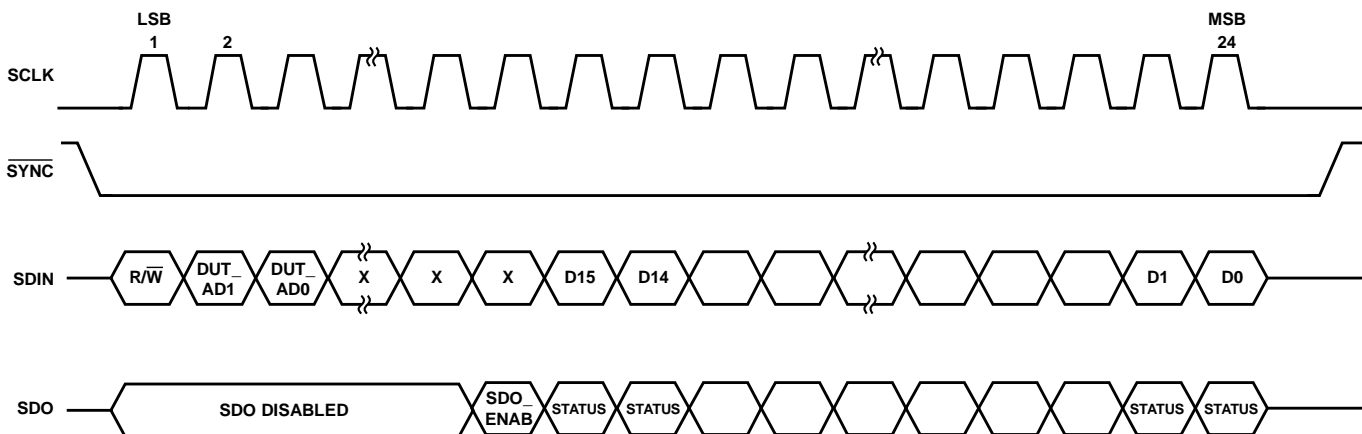 LSB MSB
1 2 24
SCLK
SYNC
SDIN R/W DUT_ DUT_ X X X D15 D14 D1 D0
AD1 AD0
SDO SDO DISABLED SDO_ STATUS STATUS STATUS STATUS
ENAB